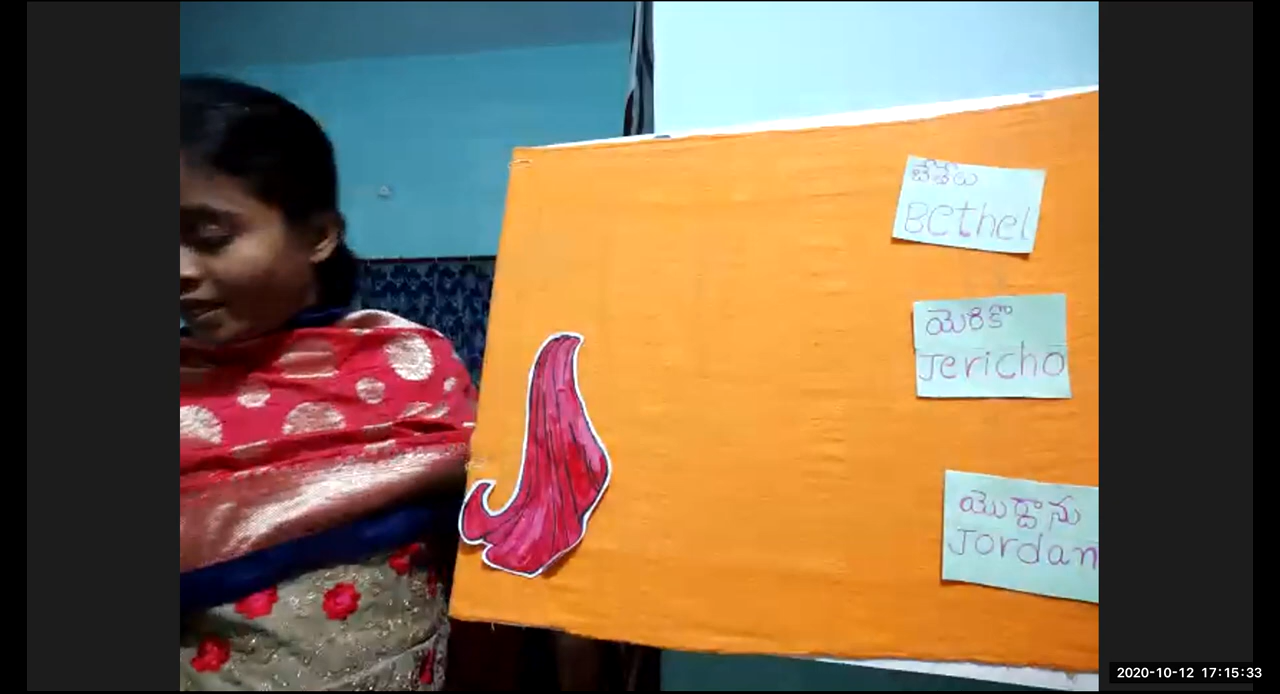 బేతేలు
BEthel
యెరికో
Jericho
యొర్దాను
Jordan
2020-10-12 17:15:33